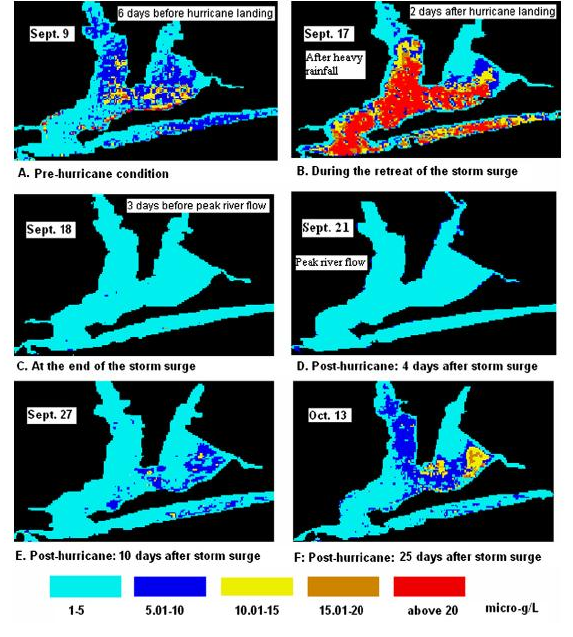 6 days before hurricane landing
Sept. 9
A. Pre-hurricane condition
2 days after hurricane landing
Sept. 17
After heavy
rainfall
B. During the retreat of the storm surge
3 days before peak river flow
Sept. 18
C. At the end of the storm surge
Sept. 21
Peak river flow
D. Post-hurricane: 4 days after storm surge
Sept. 27
E. Post-hurricane: 10 days after storm surge
Oct. 13
F: Post-hurricane: 25 days after storm surge
1-5
5.01-10
10.01-15
15.01-20
above 20
micro-g/L